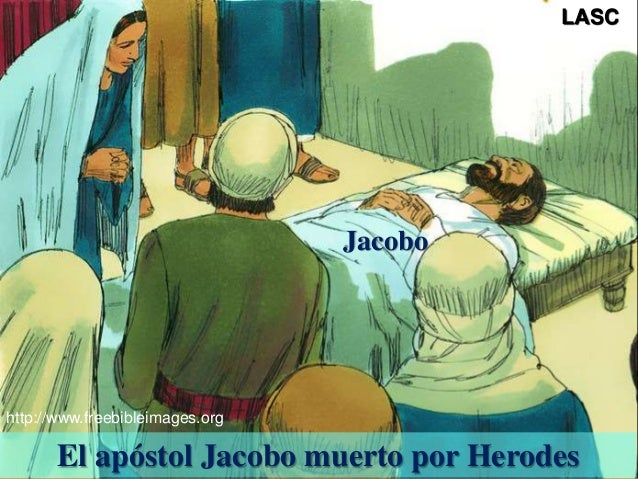 LASC
Jacobo
http://www.freebibleimages.org
El apóstol Jacobo muerto por Herodes